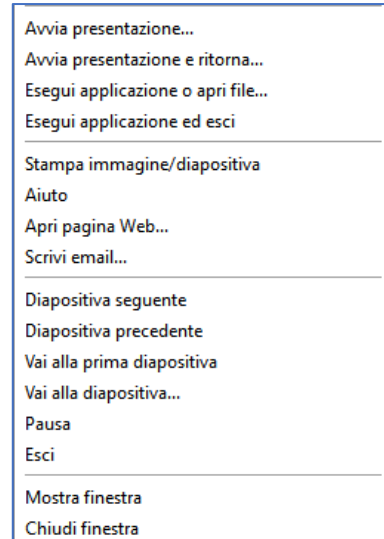 Avvia presentazione...
Avvia presentazione e ritorna...
Esegui applicazione o apri file...
Esegui applicazione ed esci
Stampa immagine/diapositiva
Aiuto
Apri pagina Web...
Scrivi email...
Diapositiva seguente
Diapositiva precedente
Vai alla prima diapositiva
Vai alla diapositiva...
Pausa
Esci
Mostra finestra
Chiudi finestra